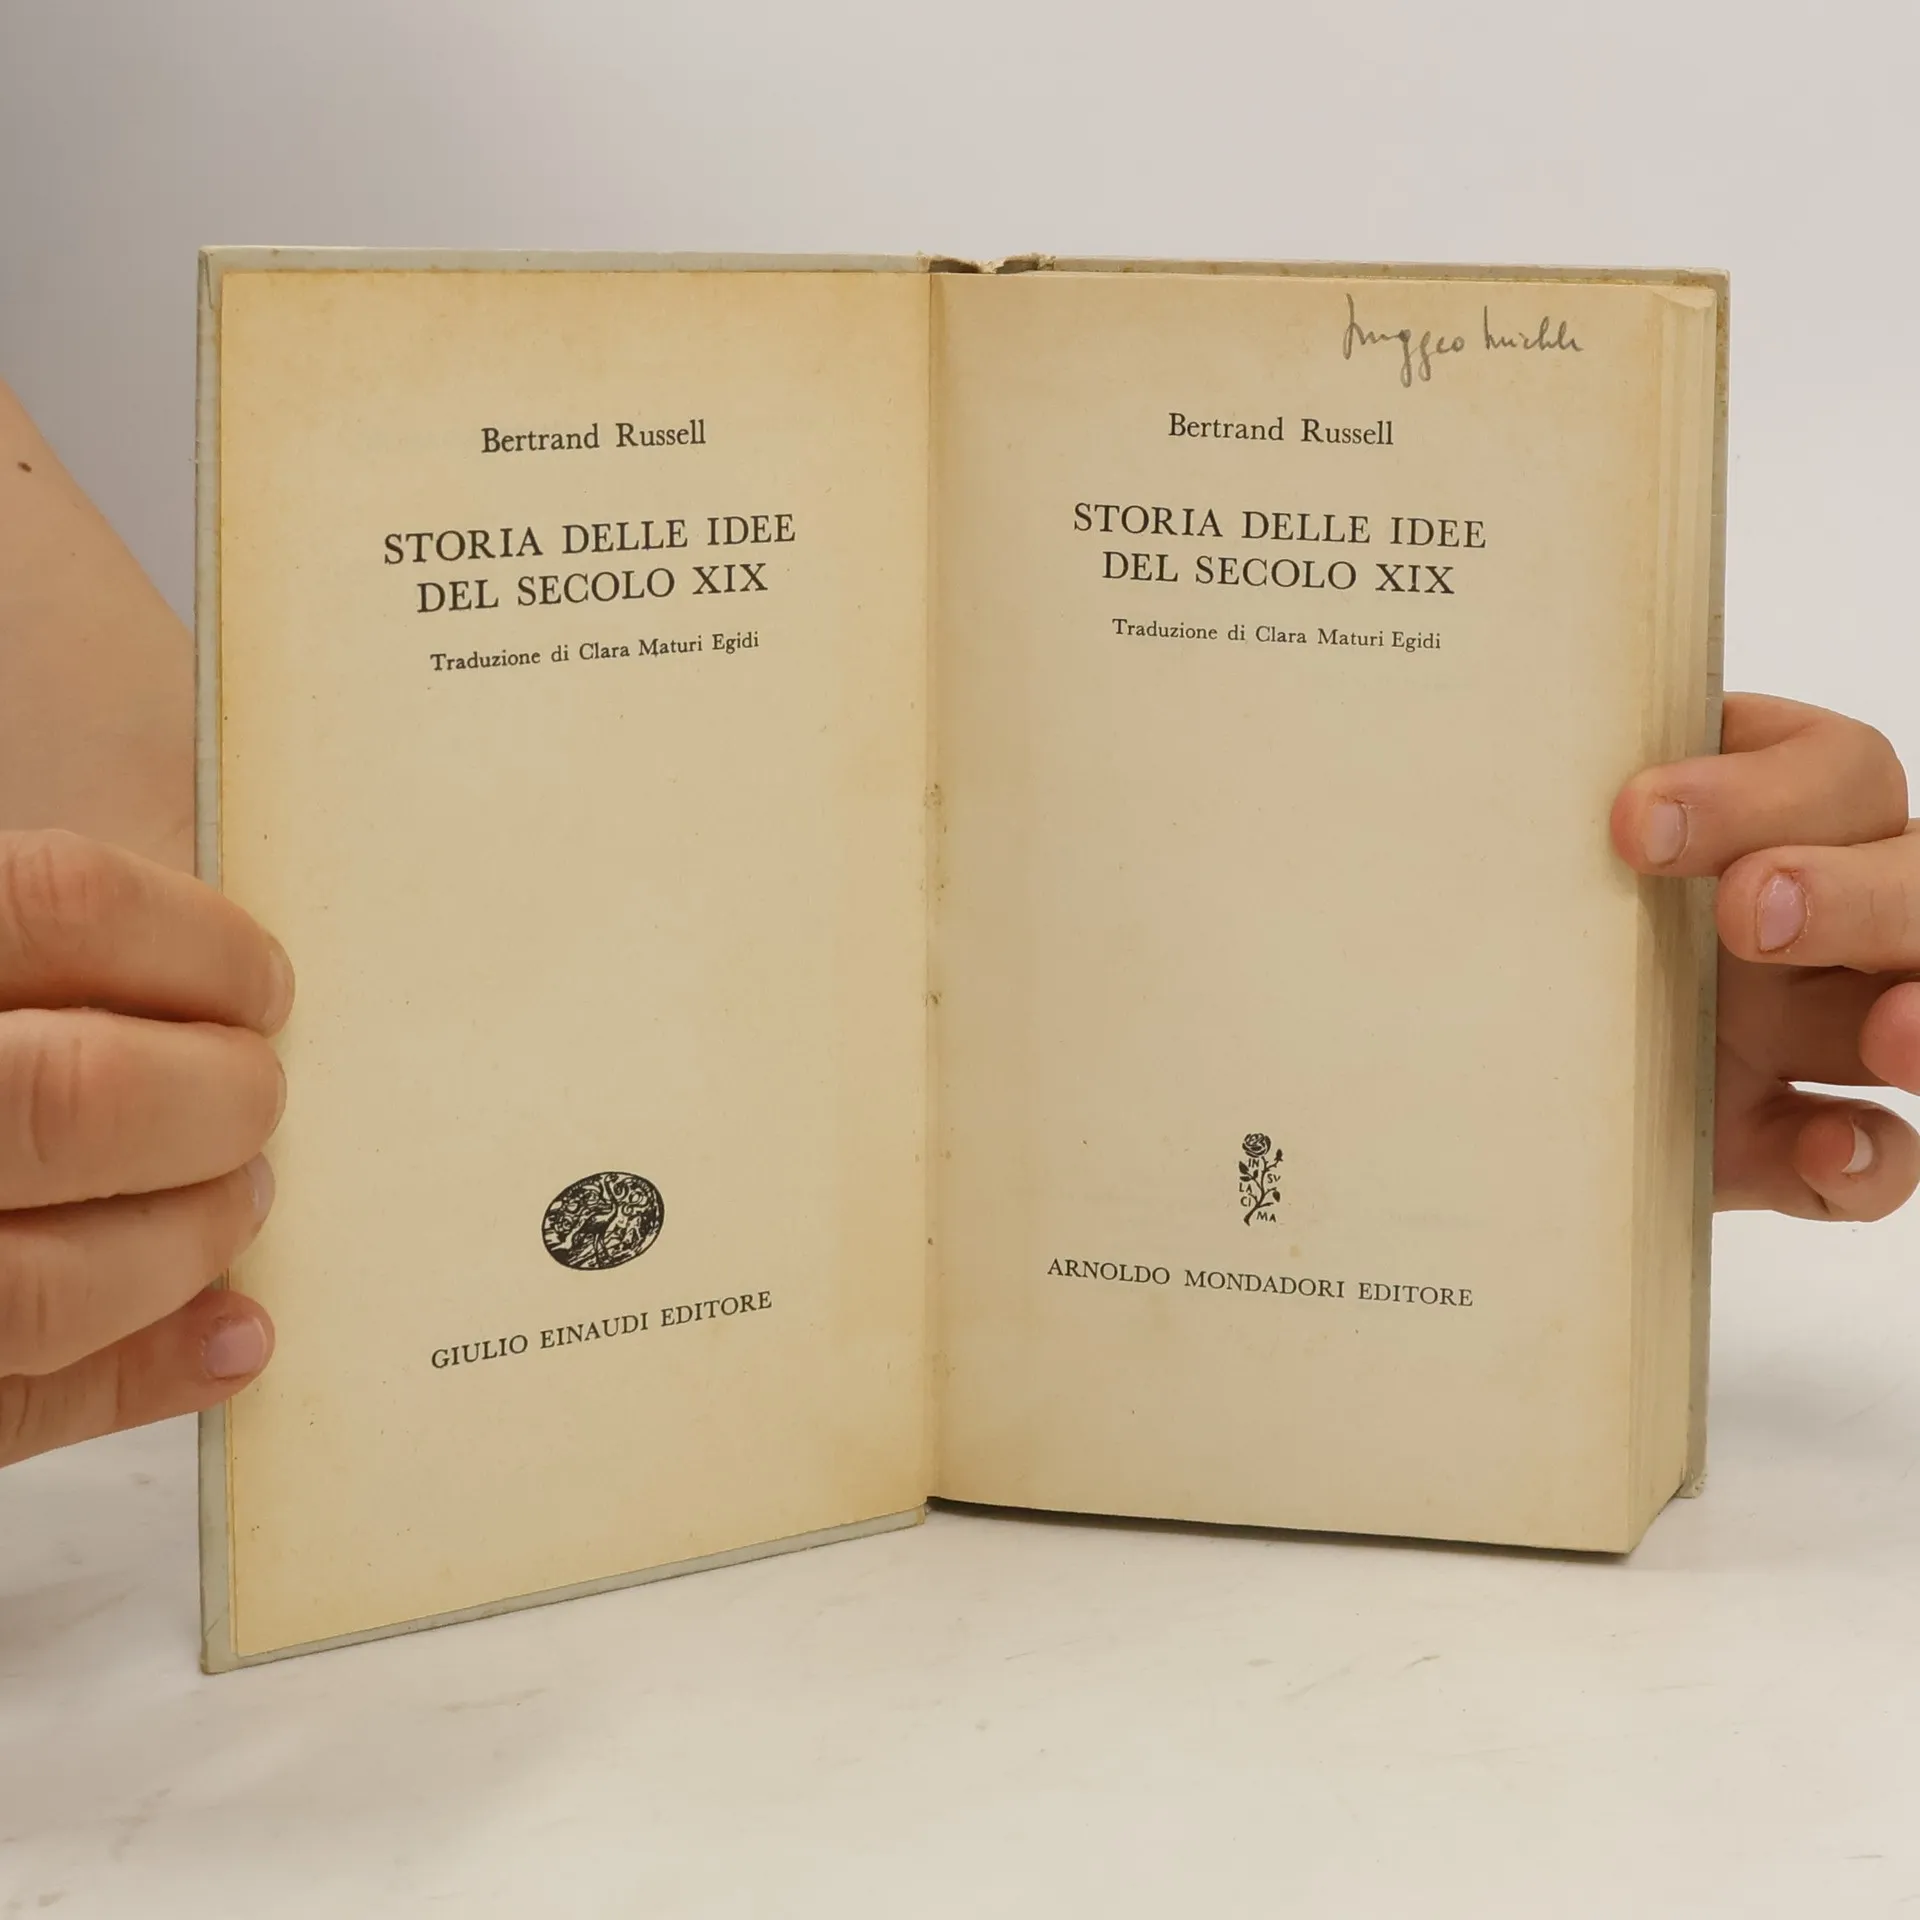 Bertrand Russell
STORIA DELLE IDEE
DEL SECOLO XIX
Traduzione di Clara Maturi Egidi
GIULIO EINAUDI EDITORE
Bertrand Russell
STORIA DELLE IDEE
DEL SECOLO XIX
Traduzione di Clara Maturi Egidi
IN
LA SV
CI
MA
ARNOLDO MONDADORI EDITORE